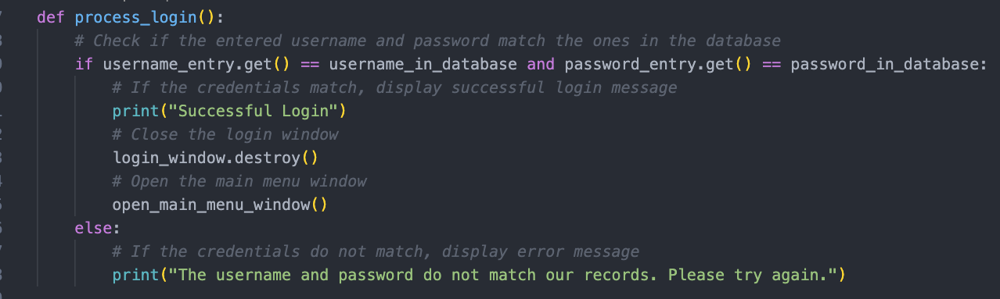 def process_login():
    # Check if the entered username and password match the ones in the database
    if username_entry.get() == username_in_database and password_entry.get() == password_in_database:
        # If the credentials match, display successful login message
        print("Successful Login")
        # Close the login window
        login_window.destroy()
        # Open the main menu window
        open_main_menu_window()
    else:
        # If the credentials do not match, display error message
        print("The username and password do not match our records. Please try again.")